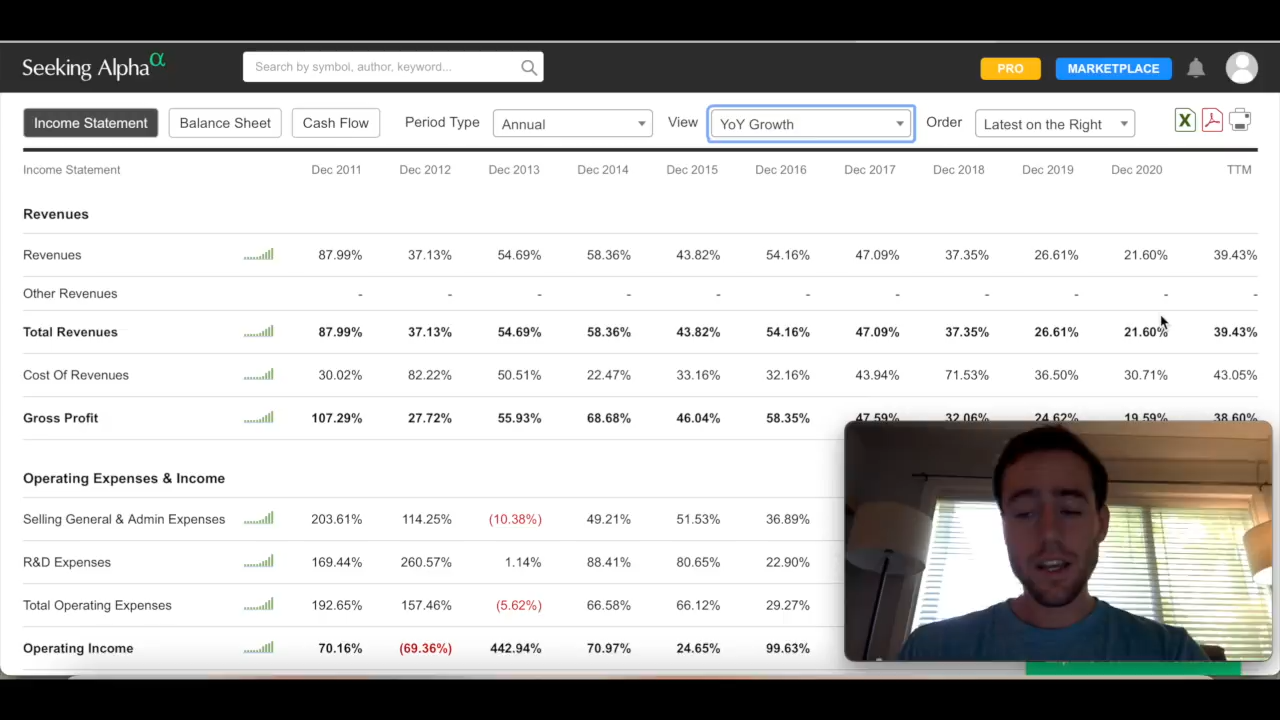 Seeking Alpha α
Search by symbol, author, keyword...
PRO
MARKETPLACE
Income Statement Balance Sheet Cash Flow Period Type Annual View YoY Growth Order Latest on the Right
Income Statement Dec 2011 Dec 2012 Dec 2013 Dec 2014 Dec 2015 Dec 2016 Dec 2017 Dec 2018 Dec 2019 Dec 2020 TTM
Revenues
Revenues 87.99% 37.13% 54.69% 58.36% 43.82% 54.16% 47.09% 37.35% 26.61% 21.60% 39.43%
Other Revenues - - - - - - - - - - -
Total Revenues 87.99% 37.13% 54.69% 58.36% 43.82% 54.16% 47.09% 37.35% 26.61% 21.60% 39.43%
Cost Of Revenues 30.02% 82.22% 50.51% 22.47% 33.16% 32.16% 43.94% 71.53% 36.50% 30.71% 43.05%
Gross Profit 107.29% 27.72% 55.93% 68.68% 46.04% 58.35% 47.59% 32.06% 24.62% 19.59% 38.60%
Operating Expenses & Income
Selling General & Admin Expenses 203.61% 114.25% (10.38%) 49.21% 51.53% 36.89%
R&D Expenses 169.44% 260.57% 1.14% 88.41% 80.65% 22.90%
Total Operating Expenses 192.65% 157.46% (5.62%) 66.58% 66.12% 29.27%
Operating Income 70.16% (69.36%) 442.94% 70.97% 24.65% 99.63%